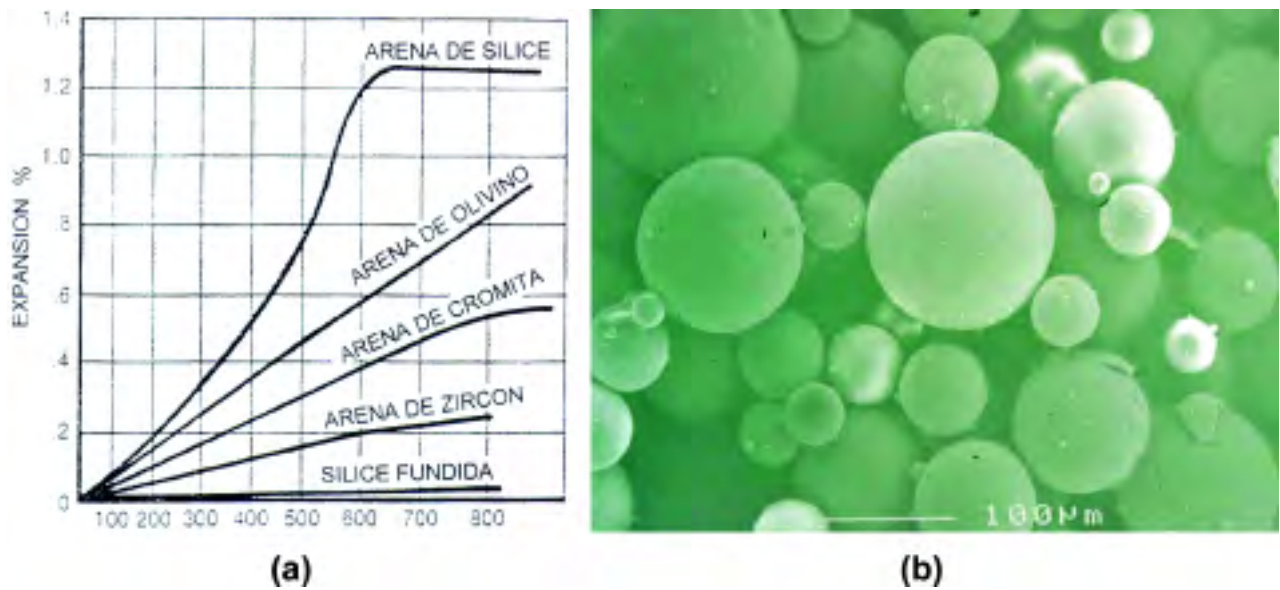 1.4
ARENA DE SILICE
1.2
1.0
.8
ARENA DE OLIVINO
EXPANSION %
.6
ARENA DE CROMITA
.4
ARENA DE ZIRCON
.2
SILICE FUNDIDA
0
100 200 300 400 500 600 700 800
100µm
(a)
(b)